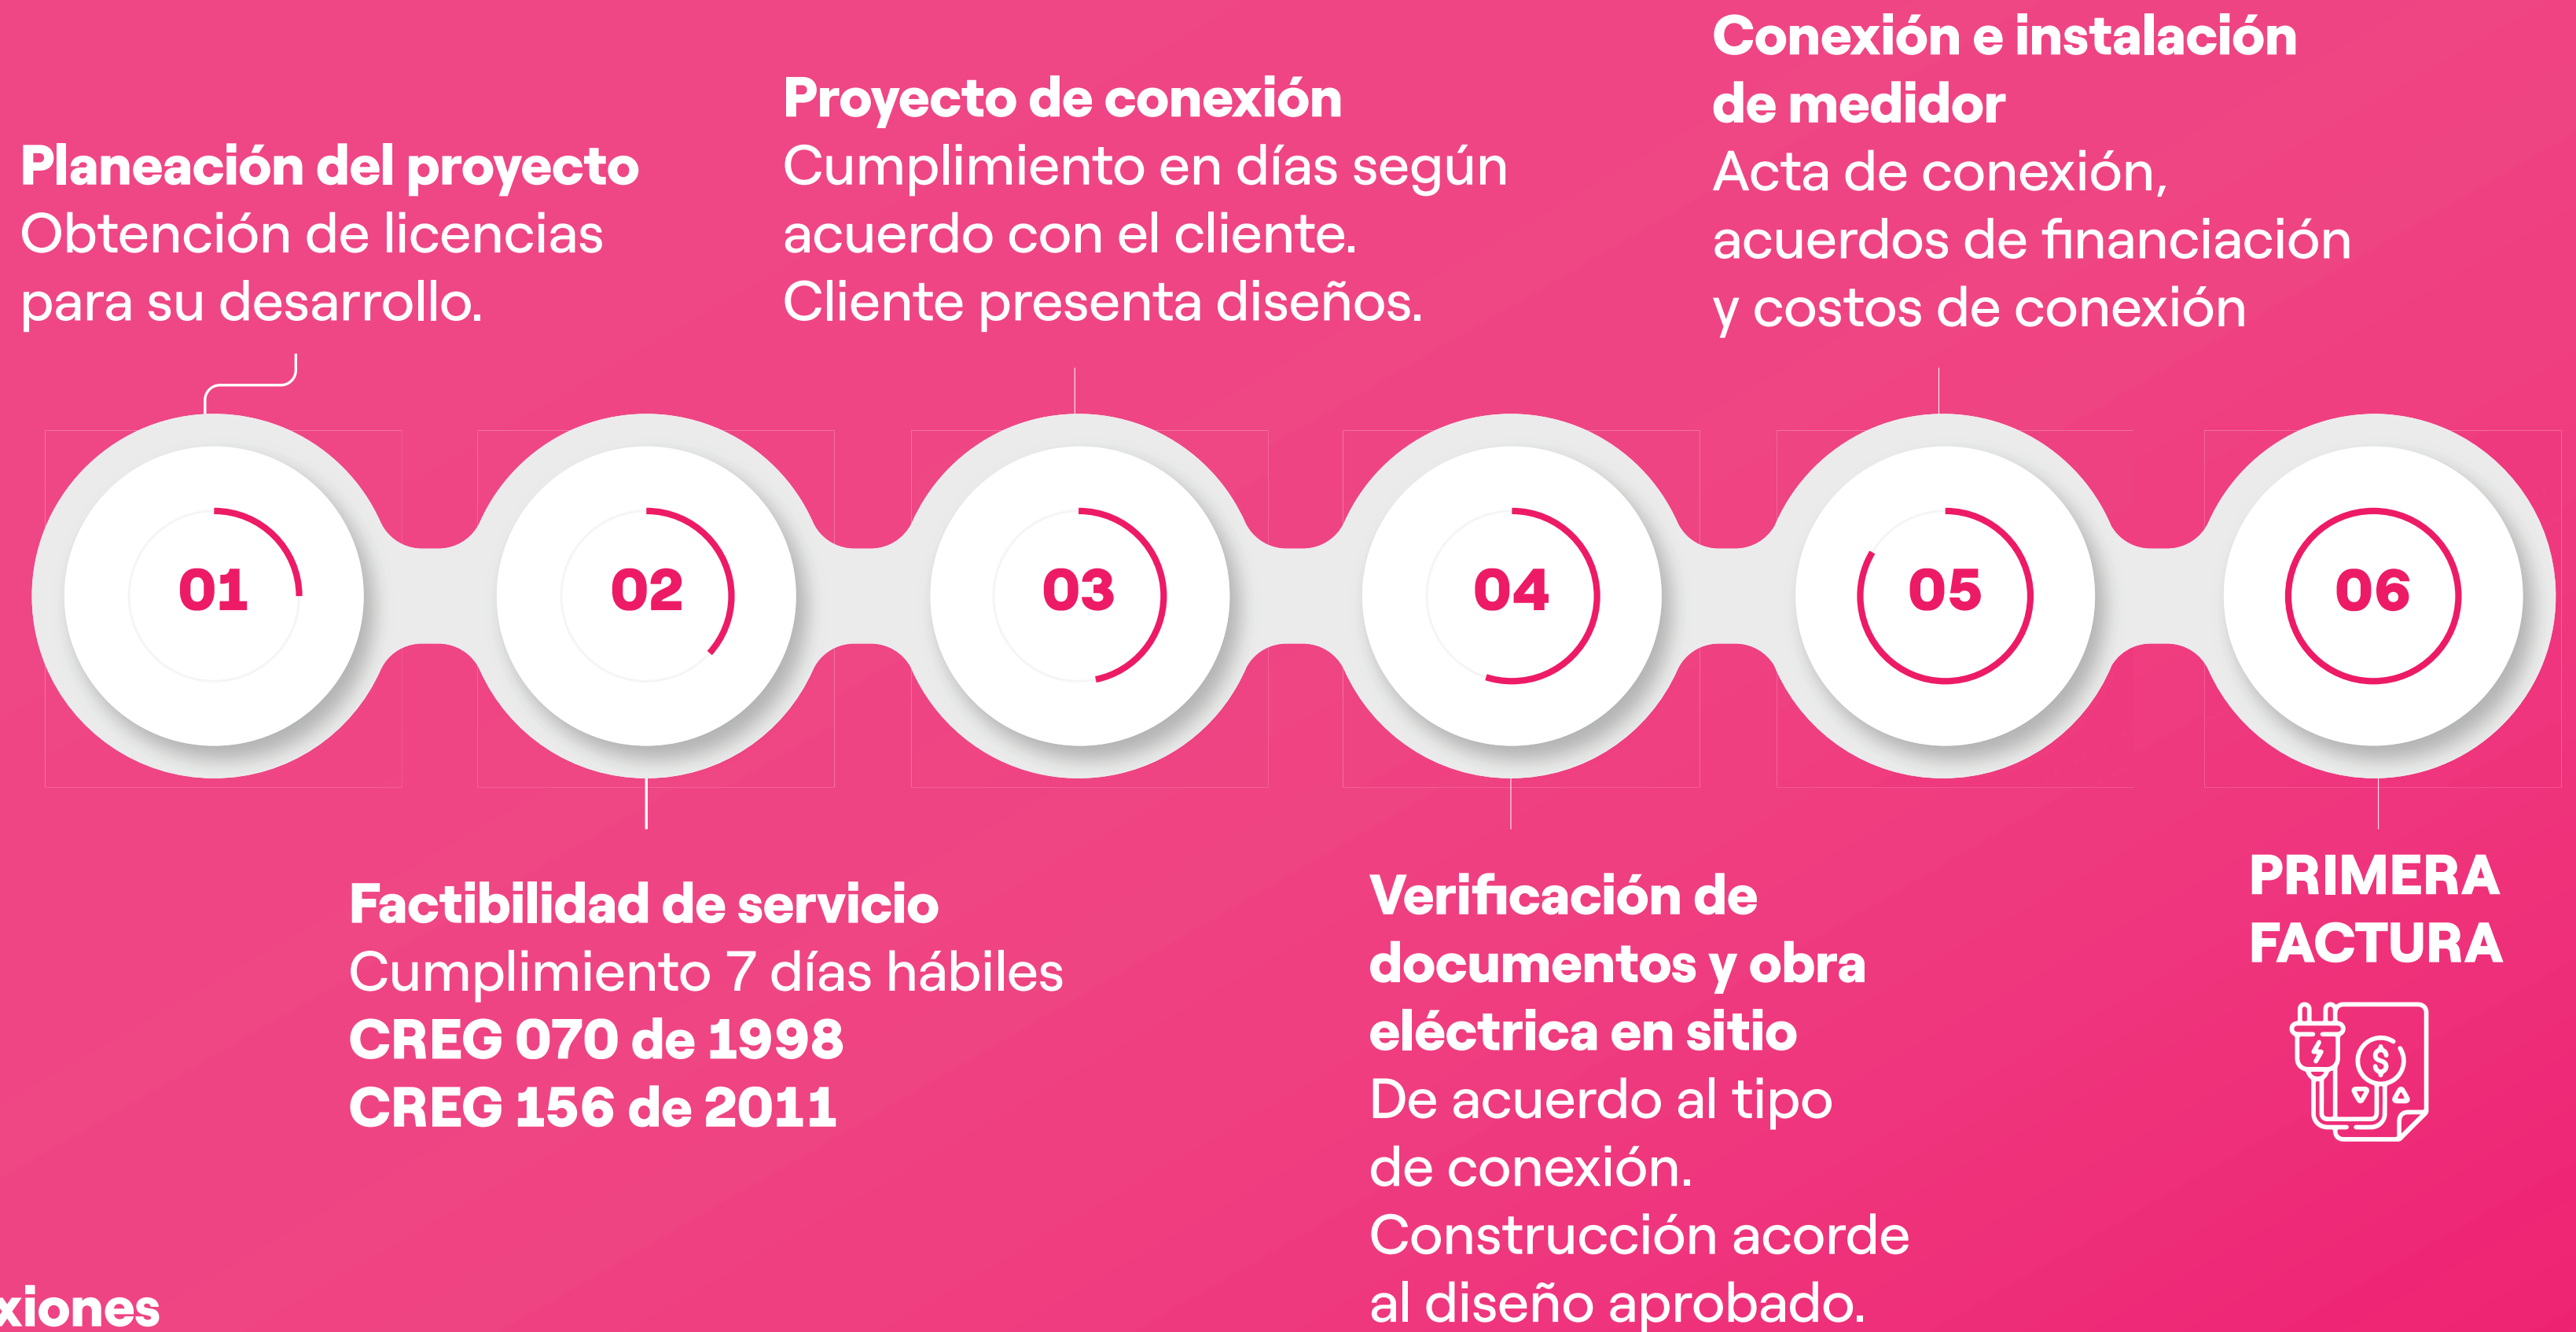 Planeación del proyecto
Obtención de licencias
para su desarrollo.
Proyecto de conexión
Cumplimiento en días según
acuerdo con el cliente.
Cliente presenta diseños.
Conexión e instalación
de medidor
Acta de conexión,
acuerdos de financiación
y costos de conexión
01
02
03
04
05
06
Factibilidad de servicio
Cumplimiento 7 días hábiles
CREG 070 de 1998
CREG 156 de 2011
Verificación de
documentos y obra
eléctrica en sitio
De acuerdo al tipo
de conexión.
Construcción acorde
al diseño aprobado.
PRIMERA
FACTURA
$
xiones